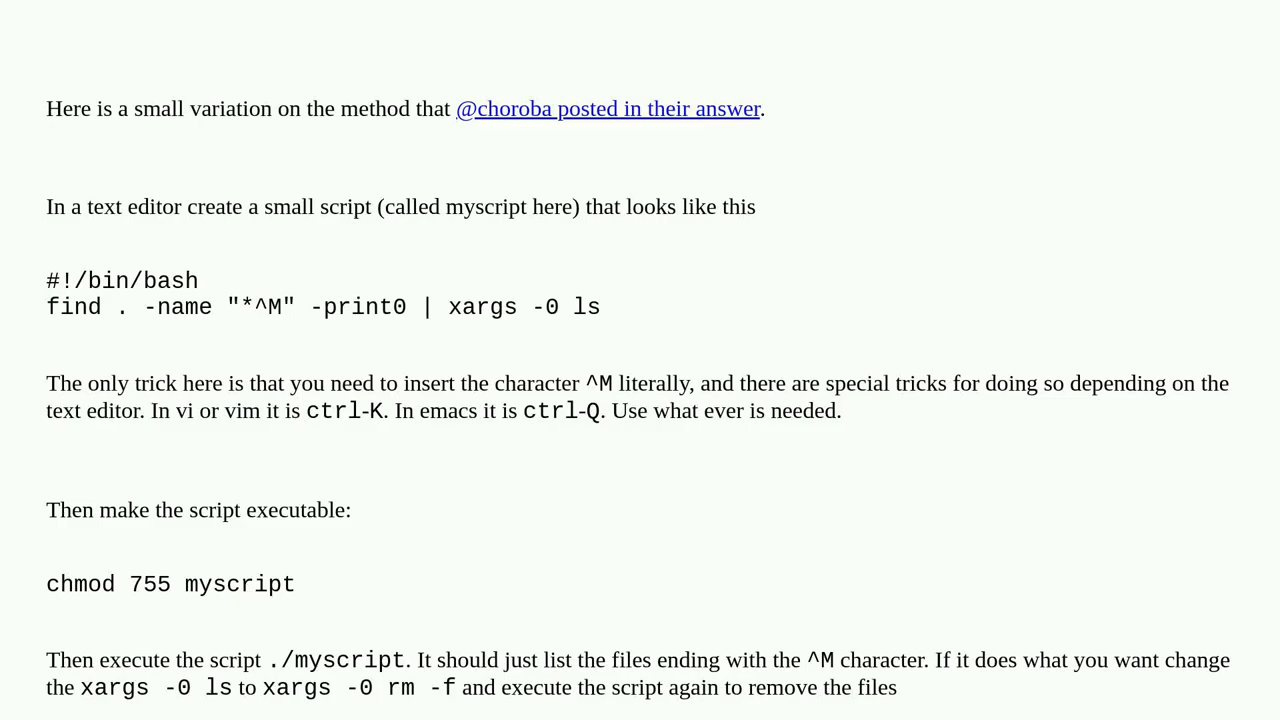 Here is a small variation on the method that @choroba posted in their answer.
In a text editor create a small script (called myscript here) that looks like this
#!/bin/bash
find . -name "*^M" -print0 | xargs -0 ls
The only trick here is that you need to insert the character ^M literally, and there are special tricks for doing so depending on the
text editor. In vi or vim it is ctrl-K. In emacs it is ctrl-Q. Use what ever is needed.
Then make the script executable:
chmod 755 myscript
Then execute the script ./myscript. It should just list the files ending with the ^M character. If it does what you want change
the xargs -0 ls to xargs -0 rm -f and execute the script again to remove the files